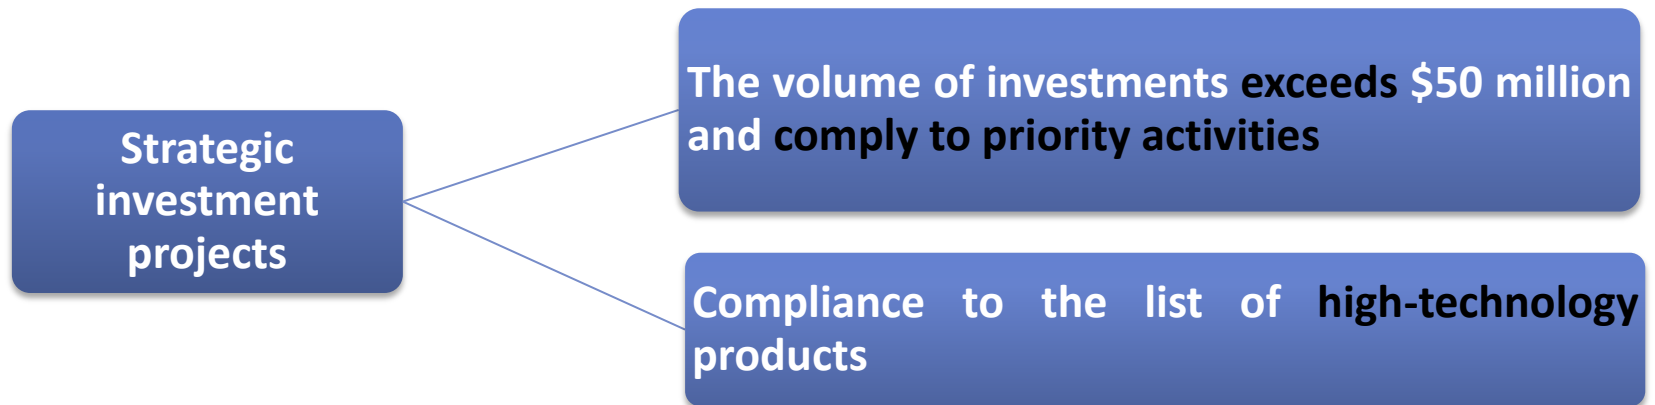 Strategic
investment
projects
The volume of investments exceeds $50 million
and comply to priority activities
Compliance to the list of high-technology
products